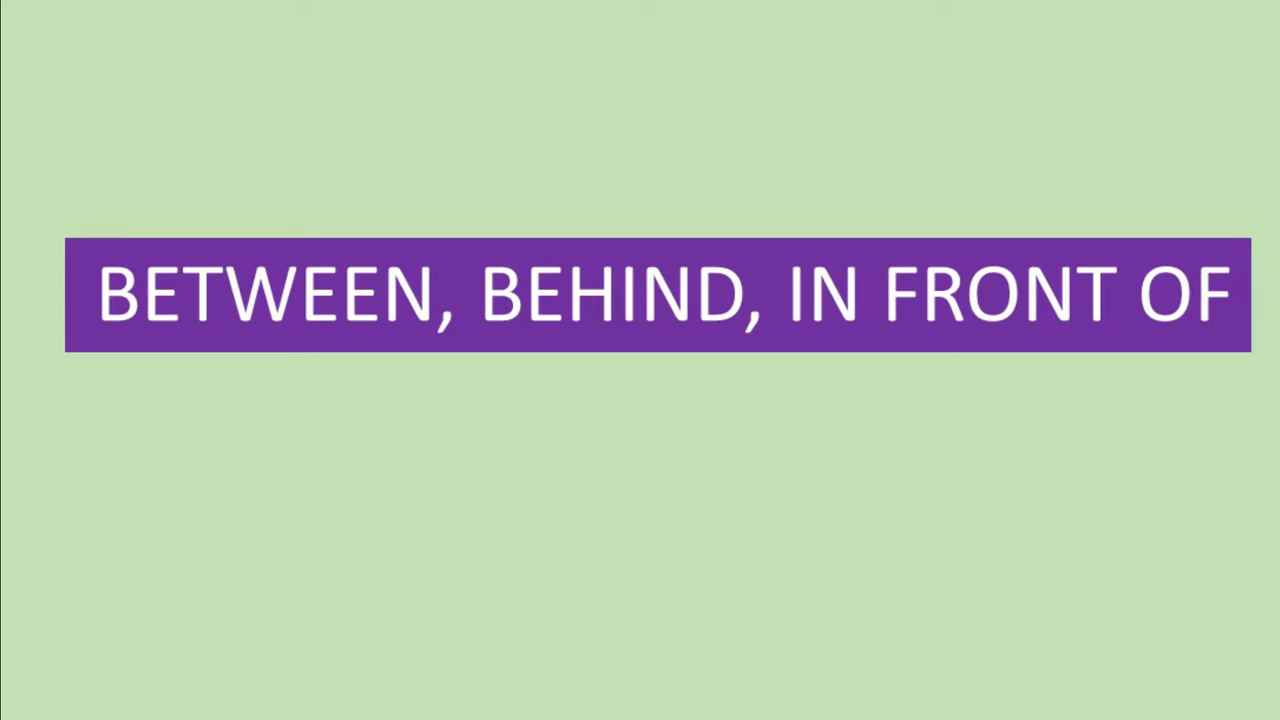 BETWEEN, BEHIND, IN FRONT OF